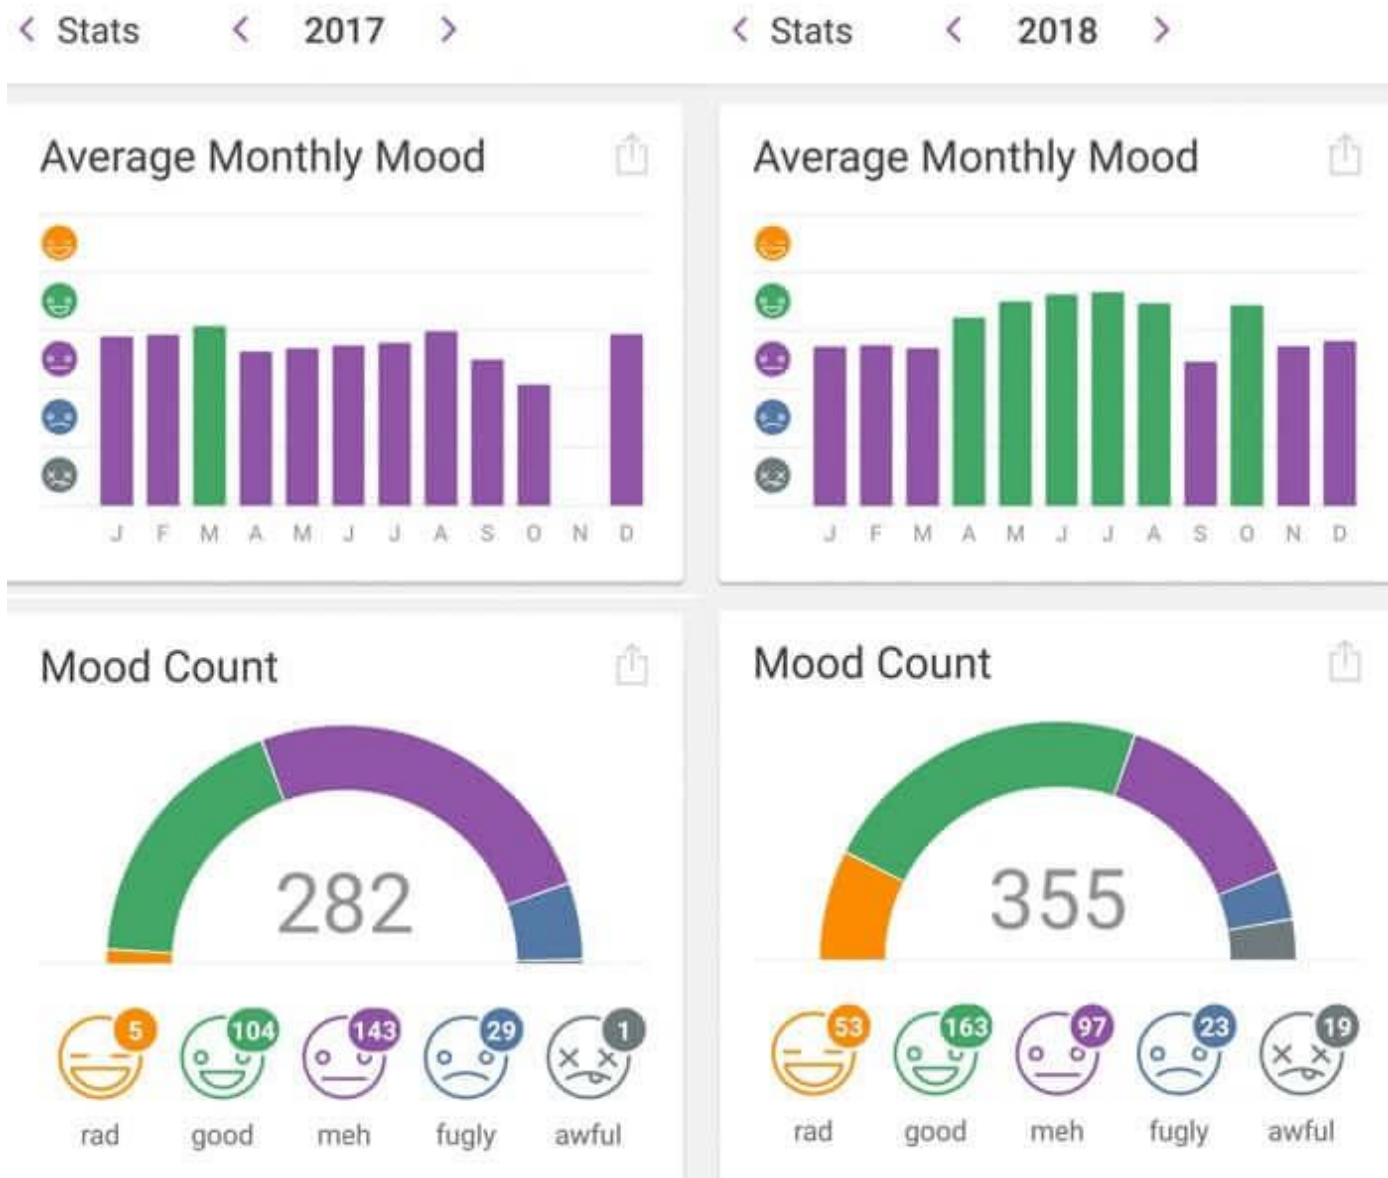 Stats 2017
Average Monthly Mood
J F M A M J J A S O N D
Mood Count
282
5 104 143 29 1
rad good meh fugly awful
Stats 2018
Average Monthly Mood
J F M A M J J A S O N D
Mood Count
355
53 163 97 23 19
rad good meh fugly awful